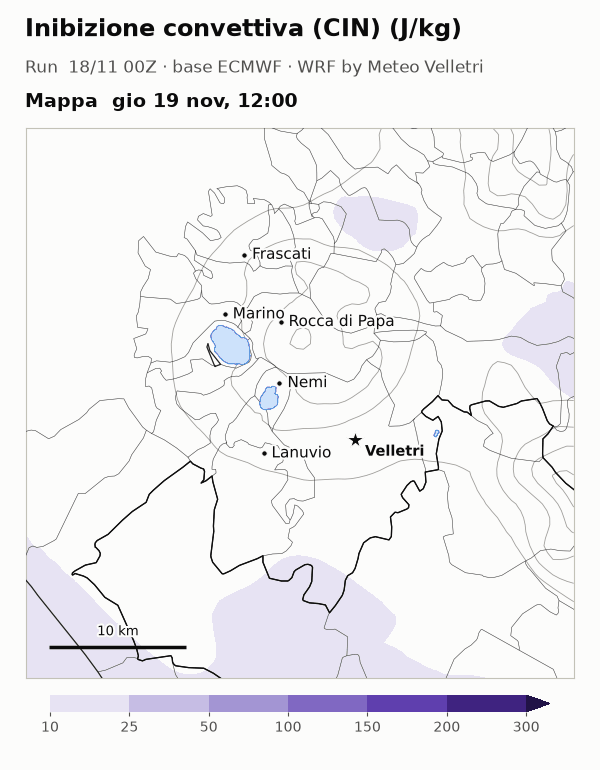 Inibizione convettiva (CIN) (J/kg)
Run  18/11 00Z · base ECMWF · WRF by Meteo Velletri
Mappa  gio 19 nov, 12:00
Frascati
Marino
Rocca di Papa
Nemi
Velletri
Lanuvio
10 km
10 25 50 100 150 200 300